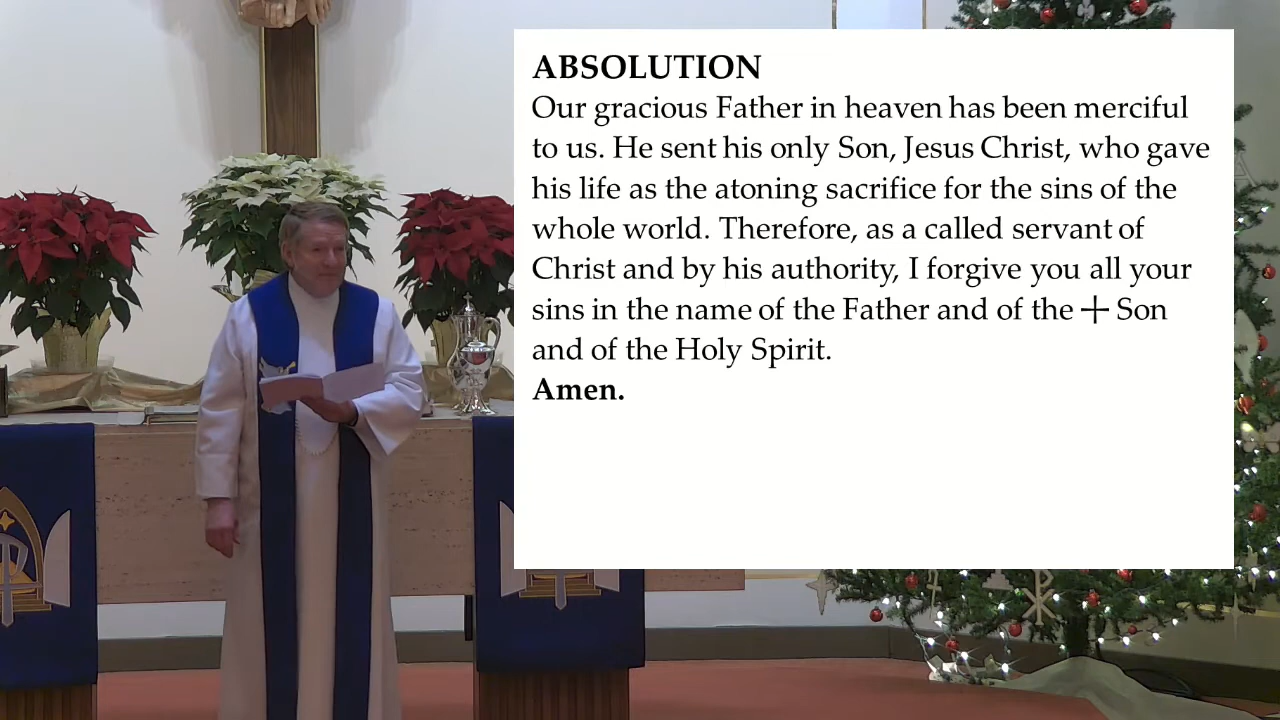 ABSOLUTION
Our gracious Father in heaven has been merciful
to us. He sent his only Son, Jesus Christ, who gave
his life as the atoning sacrifice for the sins of the
whole world. Therefore, as a called servant of
Christ and by his authority, I forgive you all your
sins in the name of the Father and of the ┼ Son
and of the Holy Spirit.
Amen.